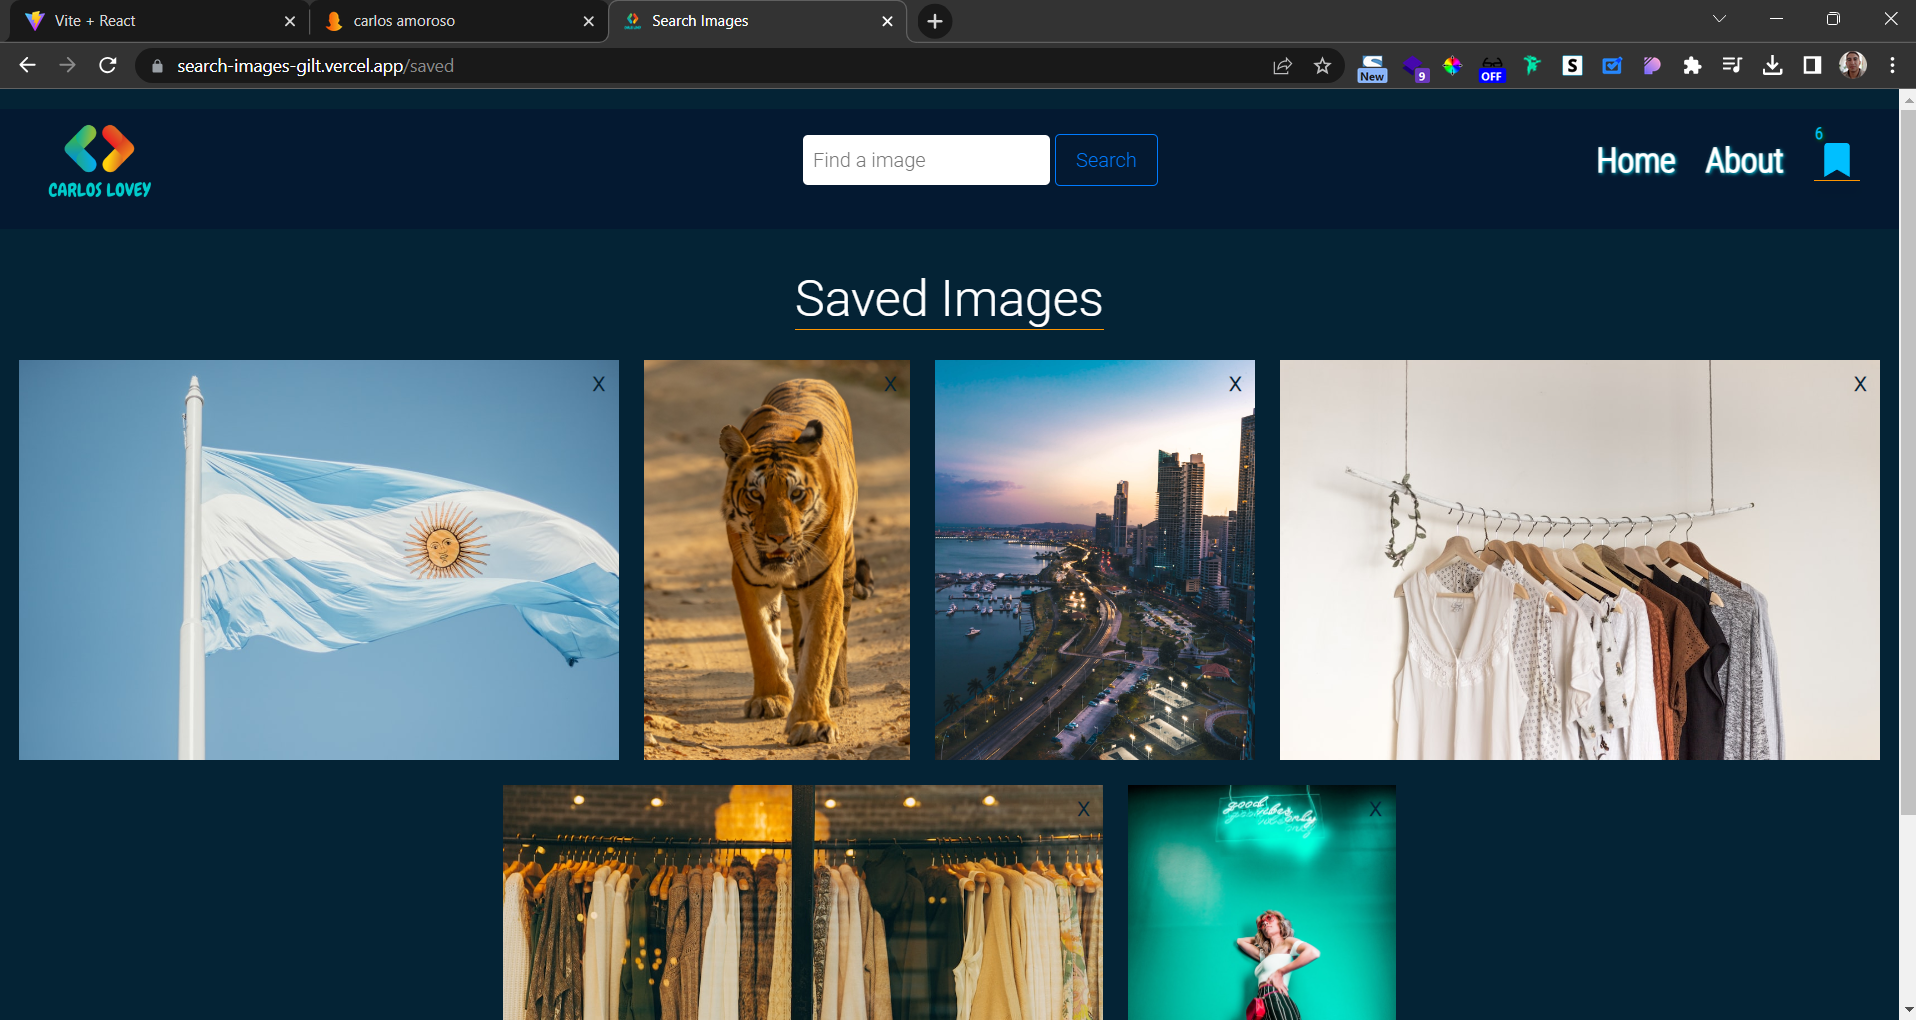 Vite + React
carlos amoroso
Search Images
search-images-gilt.vercel.app/saved
New
9
OFF
S
CARLOS LOVEY
Find a image
Search
Home
About
6
Saved Images
X
X
X
X
X
X
good
vibes
only